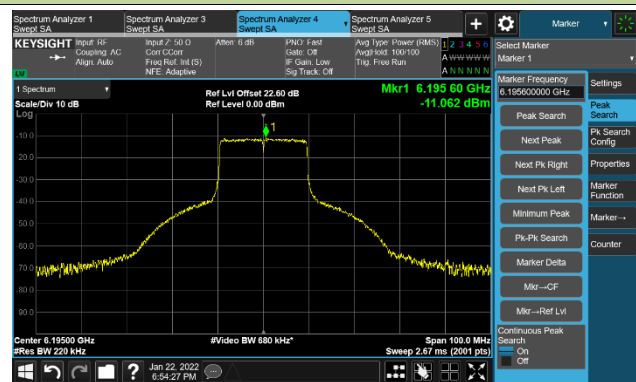 Spectrum Analyzer 1
Swept SA
Spectrum Analyzer 3
Swept SA
Spectrum Analyzer 4
Swept SA
Spectrum Analyzer 5
Swept SA
+
Marker
KEYSIGHT
Input: RF
Coupling: AC
Align: Auto
Input Z: 50 Ω
Corr CCorr
Freq Ref: Int (S)
NFE: Adaptive
Atten: 6 dB
PNO: Fast
Gate: Off
IF Gain: Low
Sig Track: Off
Avg Type: Power (RMS)
Avg|Hold: 100/100
Trig: Free Run
1 2 3 4 5 6
A W W W W W
A N N N N N
LU
Select Marker
Marker 1
1 Spectrum
Scale/Div 10 dB
Log
Ref Lvl Offset 22.60 dB
Ref Level 0.00 dBm
Mkr1 6.195 60 GHz
-11.062 dBm
1
-10.0
-20.0
-30.0
-40.0
-50.0
-60.0
-70.0
-80.0
-90.0
Center 6.19500 GHz
#Res BW 220 kHz
#Video BW 680 kHz*
Span 100.0 MHz
Sweep 2.67 ms (2001 pts)
Marker Frequency
6.195600000 GHz
Peak Search
Next Peak
Next Pk Right
Next Pk Left
Minimum Peak
Pk-Pk Search
Marker Delta
Mkr→CF
Mkr→Ref Lvl
Continuous Peak
Search
On
Off
Settings
Peak
Search
Pk Search
Config
Properties
Marker
Function
Marker→
Counter
?
Jan 22, 2022
6:54:27 PM